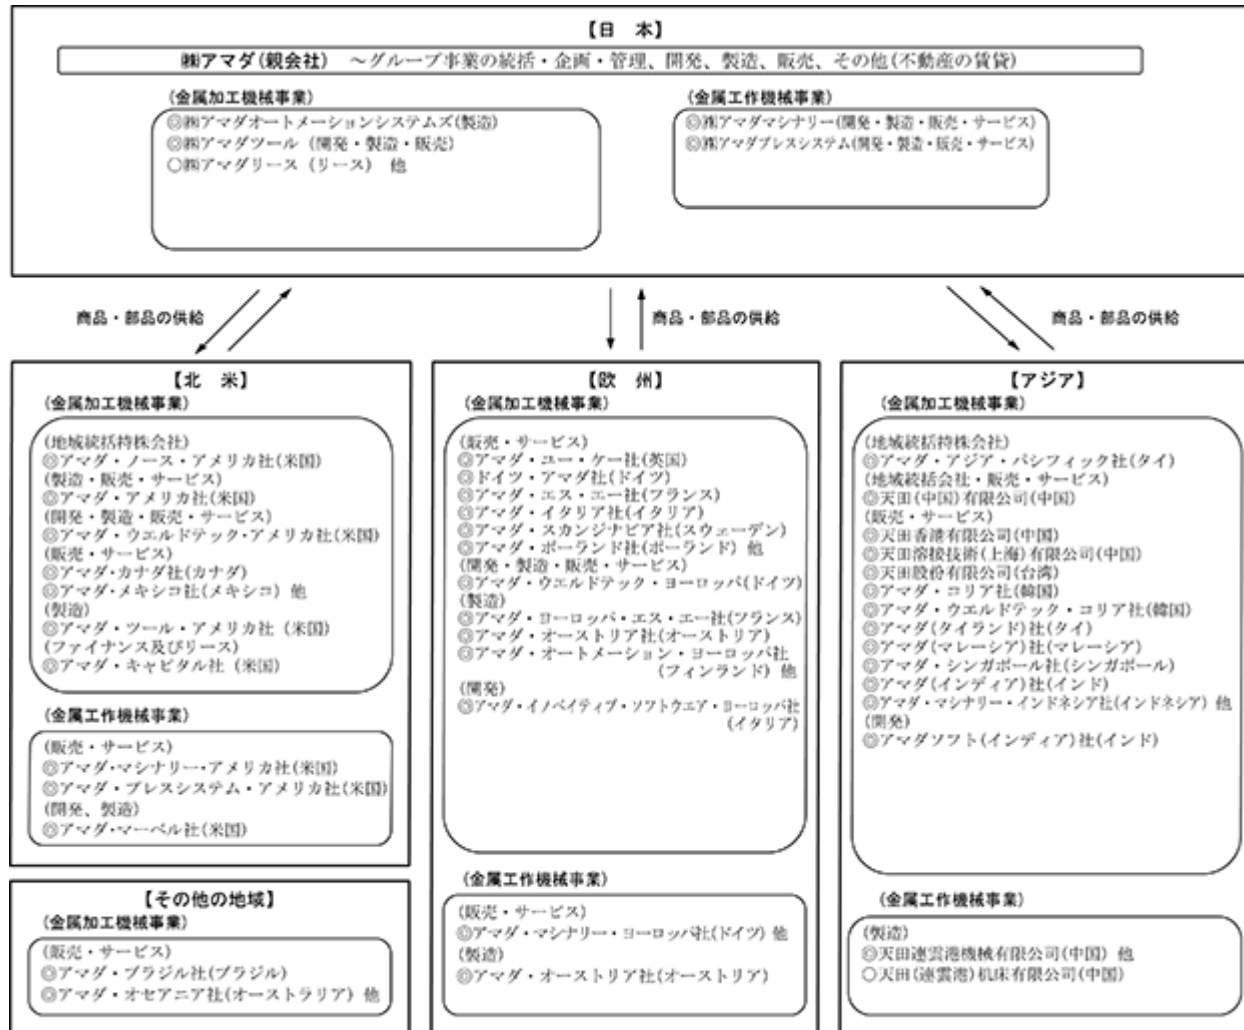 【日　本】
㈱アマダ(親会社)　～グループ事業の統括・企画・管理、開発、製造、販売、その他(不動産の賃貸)
(金属加工機械事業)
◎㈱アマダオートメーションシステムズ(製造)
◎㈱アマダツール（開発・製造・販売）
○㈱アマダリース（リース）　他
(金属工作機械事業)
◎㈱アマダマシナリー(開発・製造・販売・サービス)
◎㈱アマダプレスシステム(開発・製造・販売・サービス)
商品・部品の供給
商品・部品の供給
商品・部品の供給
【北　米】
(金属加工機械事業)
(地域統括持株会社)
◎アマダ・ノース・アメリカ社(米国)
(製造・販売・サービス)
◎アマダ・アメリカ社(米国)
(開発・製造・販売・サービス)
◎アマダ・ウエルドテック・アメリカ社(米国)
(販売・サービス)
◎アマダ・カナダ社(カナダ)
◎アマダ・メキシコ社(メキシコ) 他
(製造)
◎アマダ・ツール・アメリカ社（米国）
(ファイナンス及びリース)
◎アマダ・キャピタル社（米国）
(金属工作機械事業)
(販売・サービス)
◎アマダ・マシナリー・アメリカ社(米国)
◎アマダ・プレスシステム・アメリカ社(米国)
(開発、製造)
◎アマダ・マーベル社(米国)
【その他の地域】
(金属加工機械事業)
(販売・サービス)
◎アマダ・ブラジル社(ブラジル)
◎アマダ・オセアニア社(オーストラリア) 他
【欧　州】
(金属加工機械事業)
(販売・サービス)
◎アマダ・ユー・ケー社(英国)
◎ドイツ・アマダ社(ドイツ)
◎アマダ・エス・エー社(フランス)
◎アマダ・イタリア社(イタリア)
◎アマダ・スカンジナビア社(スウェーデン)
◎アマダ・ポーランド社(ポーランド) 他
(開発・製造・販売・サービス)
◎アマダ・ウエルドテック・ヨーロッパ(ドイツ)
(製造)
◎アマダ・ヨーロッパ・エス・エー社(フランス)
◎アマダ・オーストリア社(オーストリア)
◎アマダ・オートメーション・ヨーロッパ社
(フィンランド) 他
(開発)
◎アマダ・イノベイティブ・ソフトウエア・ヨーロッパ社
(イタリア)
(金属工作機械事業)
(販売・サービス)
◎アマダ・マシナリー・ヨーロッパ社(ドイツ) 他
(製造)
◎アマダ・オーストリア社(オーストリア)
【アジア】
(金属加工機械事業)
(地域統括持株会社)
◎アマダ・アジア・パシフィック社(タイ)
(地域統括会社・販売・サービス)
◎天田(中国)有限公司(中国)
(販売・サービス)
◎天田香港有限公司(中国)
◎天田溶接技術(上海)有限公司(中国)
◎天田股份有限公司(台湾)
◎アマダ・コリア社(韓国)
◎アマダ・ウエルドテック・コリア社(韓国)
◎アマダ(タイランド)社(タイ)
◎アマダ(マレーシア)社(マレーシア)
◎アマダ・シンガポール社(シンガポール)
◎アマダ(インディア)社(インド)
◎アマダ・マシナリー・インドネシア社(インドネシア) 他
(開発)
◎アマダソフト(インディア)社(インド)
(金属工作機械事業)
(製造)
◎天田連雲港機械有限公司(中国) 他
○天田(連雲港)机床有限公司(中国)